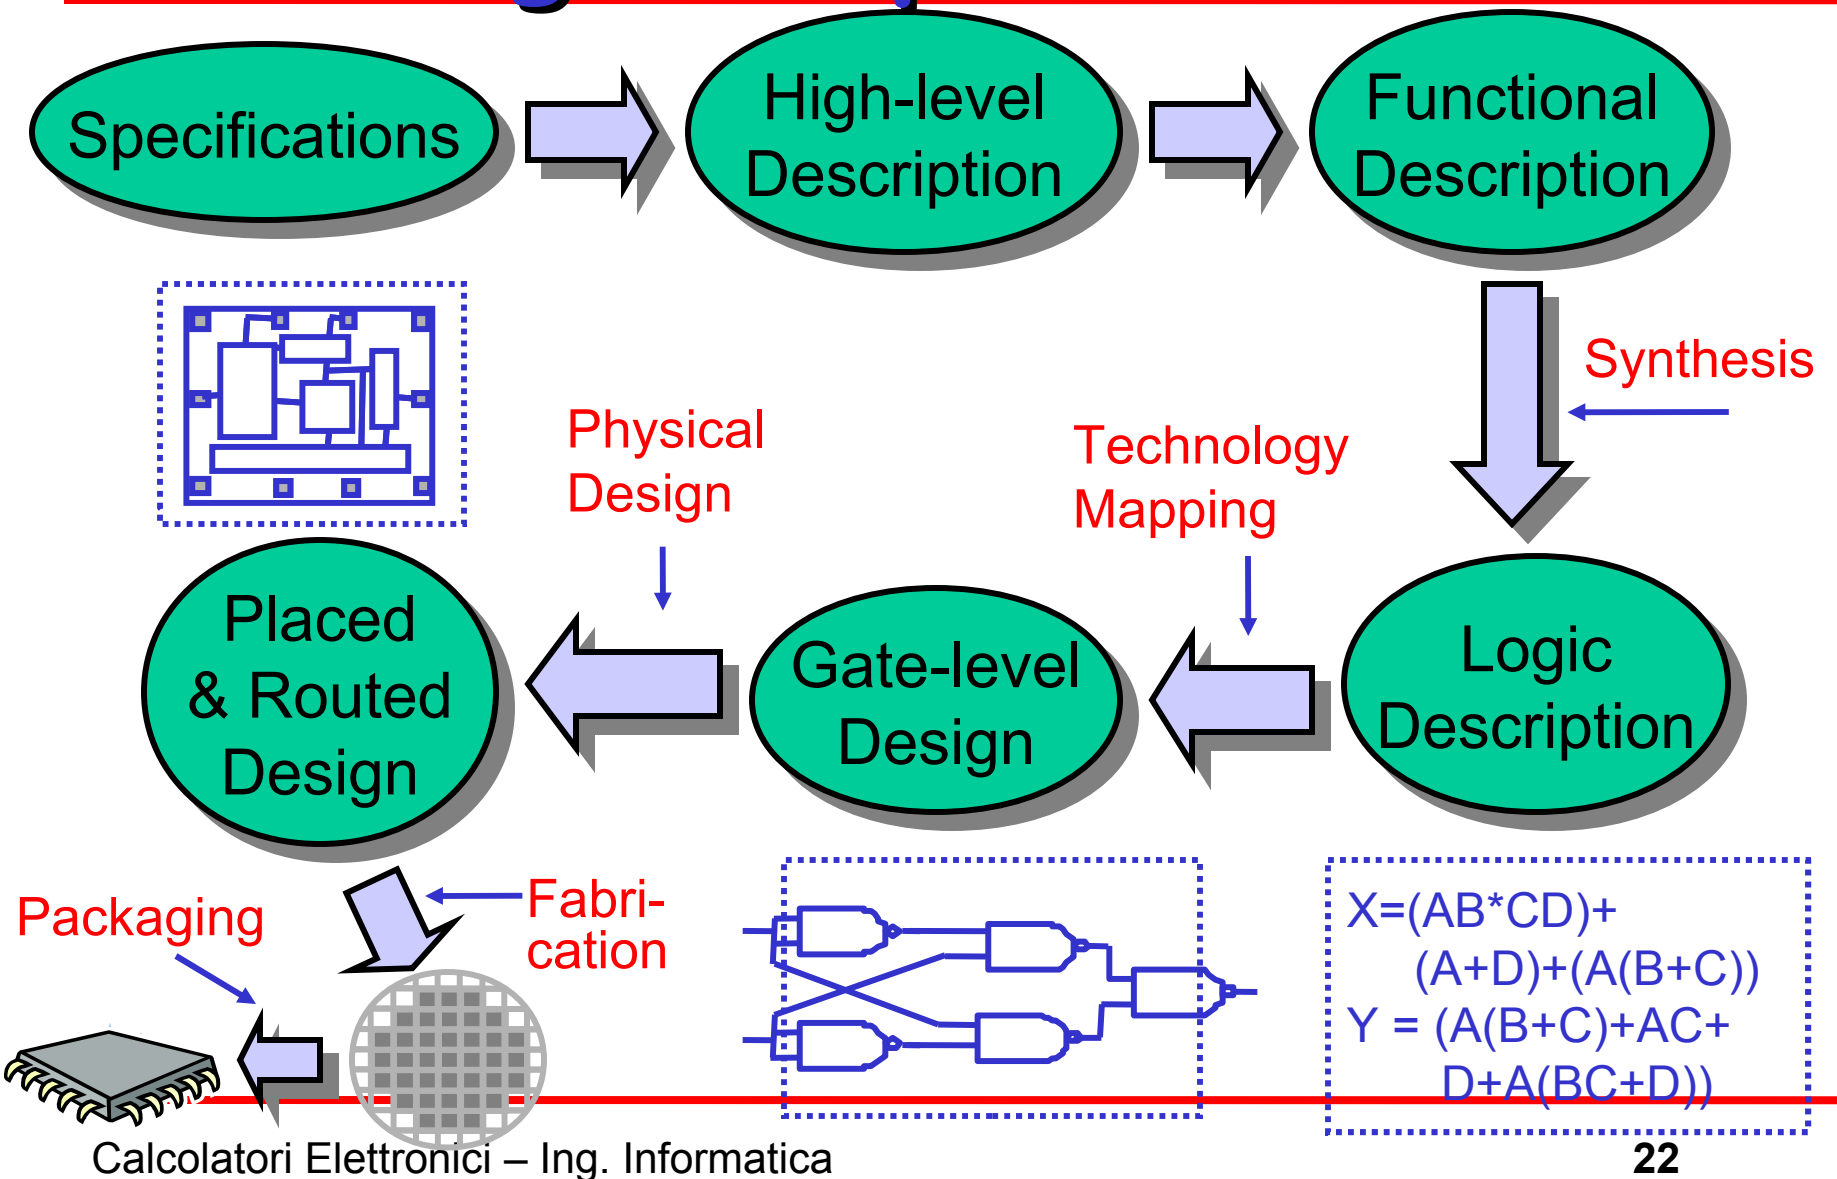 Specifications
High-level
Description
Functional
Description
Synthesis
Physical
Design
Technology
Mapping
Placed
& Routed
Design
Gate-level
Design
Logic
Description
Packaging
Fabri-
cation
X=(AB*CD)+
(A+D)+(A(B+C))
Y = (A(B+C)+AC+
D+A(BC+D))
Calcolatori Elettronici – Ing. Informatica
22